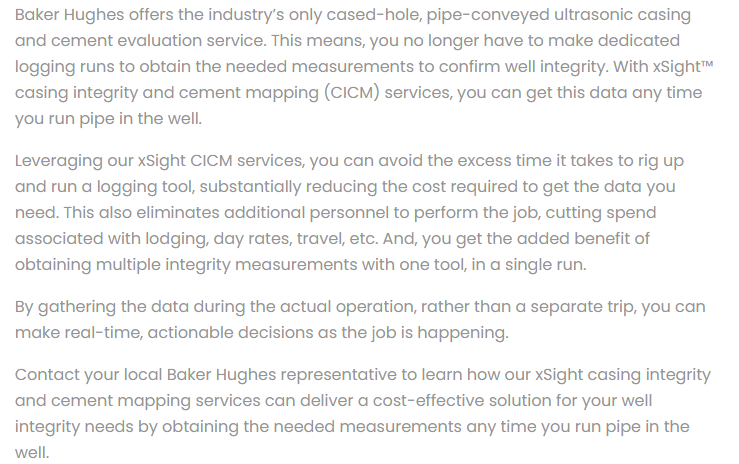 Baker Hughes offers the industry’s only cased-hole, pipe-conveyed ultrasonic casing
and cement evaluation service. This means, you no longer have to make dedicated
logging runs to obtain the needed measurements to confirm well integrity. With xSight™
casing integrity and cement mapping (CICM) services, you can get this data any time
you run pipe in the well.
Leveraging our xSight CICM services, you can avoid the excess time it takes to rig up
and run a logging tool, substantially reducing the cost required to get the data you
need. This also eliminates additional personnel to perform the job, cutting spend
associated with lodging, day rates, travel, etc. And, you get the added benefit of
obtaining multiple integrity measurements with one tool, in a single run.
By gathering the data during the actual operation, rather than a separate trip, you can
make real-time, actionable decisions as the job is happening.
Contact your local Baker Hughes representative to learn how our xSight casing integrity
and cement mapping services can deliver a cost-effective solution for your well
integrity needs by obtaining the needed measurements any time you run pipe in the
well.